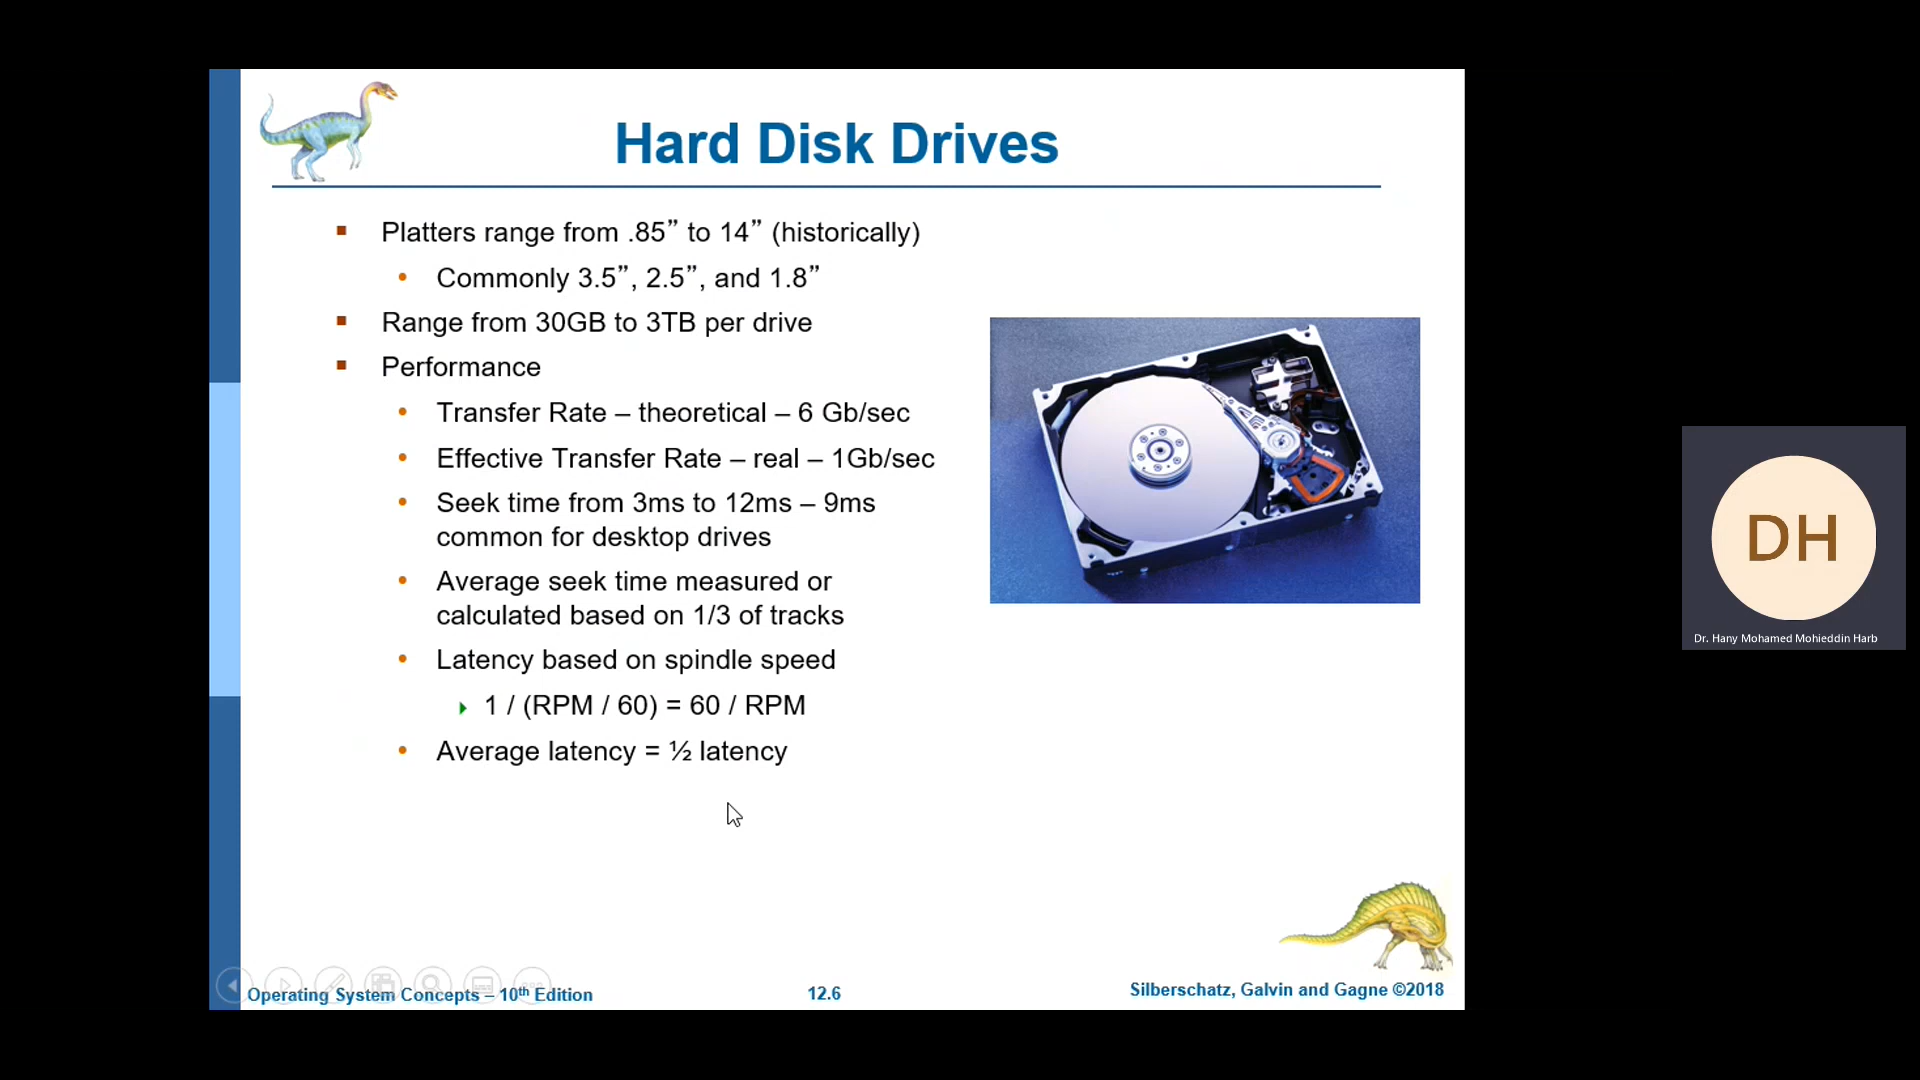 Hard Disk Drives
Platters range from .85” to 14” (historically)
Commonly 3.5”, 2.5”, and 1.8”
Range from 30GB to 3TB per drive
Performance
Transfer Rate – theoretical – 6 Gb/sec
Effective Transfer Rate – real – 1Gb/sec
Seek time from 3ms to 12ms – 9ms
common for desktop drives
Average seek time measured or
calculated based on 1/3 of tracks
Latency based on spindle speed
1 / (RPM / 60) = 60 / RPM
Average latency = ½ latency
Operating System Concepts – 10th Edition
12.6
Silberschatz, Galvin and Gagne ©2018
DH
Dr. Hany Mohamed Mohieddin Harb